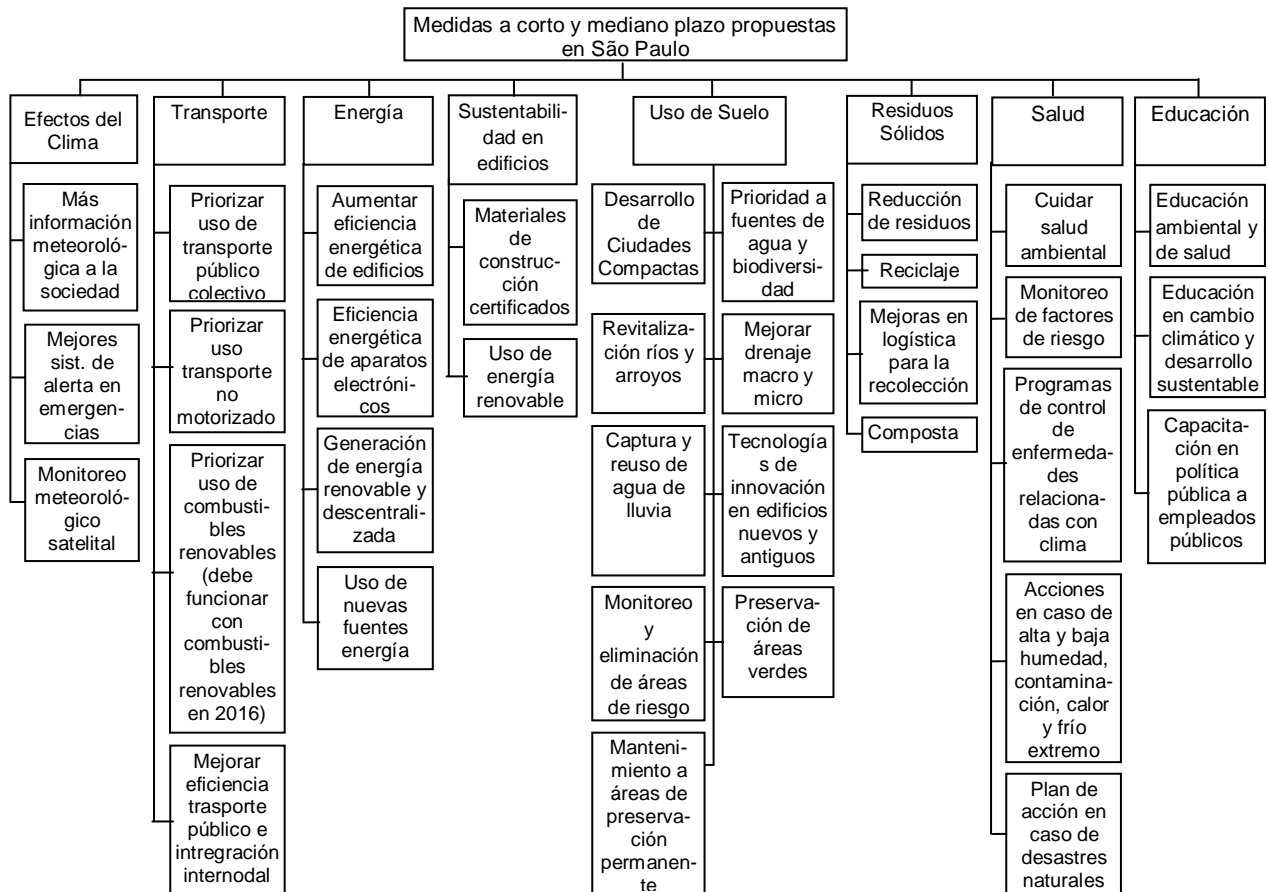 Medidas a corto y mediano plazo propuestas
en São Paulo
Efectos del
Clima
Más
información
meteoroló-
gica a la
sociedad
Mejores
sist. de
alerta en
emergen-
cias
Monitoreo
meteoroló-
gico
satelital
Transporte
Priorizar
uso de
transporte
público
colectivo
Priorizar
uso
transporte
no
motorizado
Priorizar
uso de
combusti-
bles
renovables
(debe
funcionar
con
combusti-
bles
renovables
en 2016)
Mejorar
eficiencia
trasporte
público e
intregración
internodal
Energía
Aumentar
eficiencia
energética
de edificios
Eficiencia
energética
de aparatos
electróni-
cos
Generación
de energía
renovable y
descentrali-
zada
Uso de
nuevas
fuentes
energía
Sustentabili-
dad en
edificios
Materiales
de
construcción
certificados
Uso de
energía
renovable
Uso de Suelo
Desarrollo
de
Ciudades
Compactas
Prioridad a
fuentes de
agua y
biodiversi-
dad
Revitaliza-
ción ríos y
arroyos
Mejorar
drenaje
macro y
micro
Captura y
reuso de
agua de
lluvia
Tecnología
s de
innovación
en edificios
nuevos y
antiguos
Monitoreo
y
eliminación
de áreas
de riesgo
Preserva-
ción de
áreas
verdes
Manteni-
miento a
áreas de
preserva-
ción
permanen-
te
Residuos
Sólidos
Reducción
de residuos
Reciclaje
Mejoras en
logística
para la
recolección
Composta
Salud
Cuidar
salud
ambiental
Monitoreo
de factores
de riesgo
Programas
de control
de
enfermeda-
des
relaciona-
das con
clima
Acciones
en caso de
alta y baja
humedad,
contamina-
ción, calor
y frío
extremo
Plan de
acción en
caso de
desastres
naturales
Educación
Educación
ambiental y
de salud
Educación
en cambio
climático y
desarrollo
sustentable
Capacita-
ción en
política
pública a
empleados
públicos